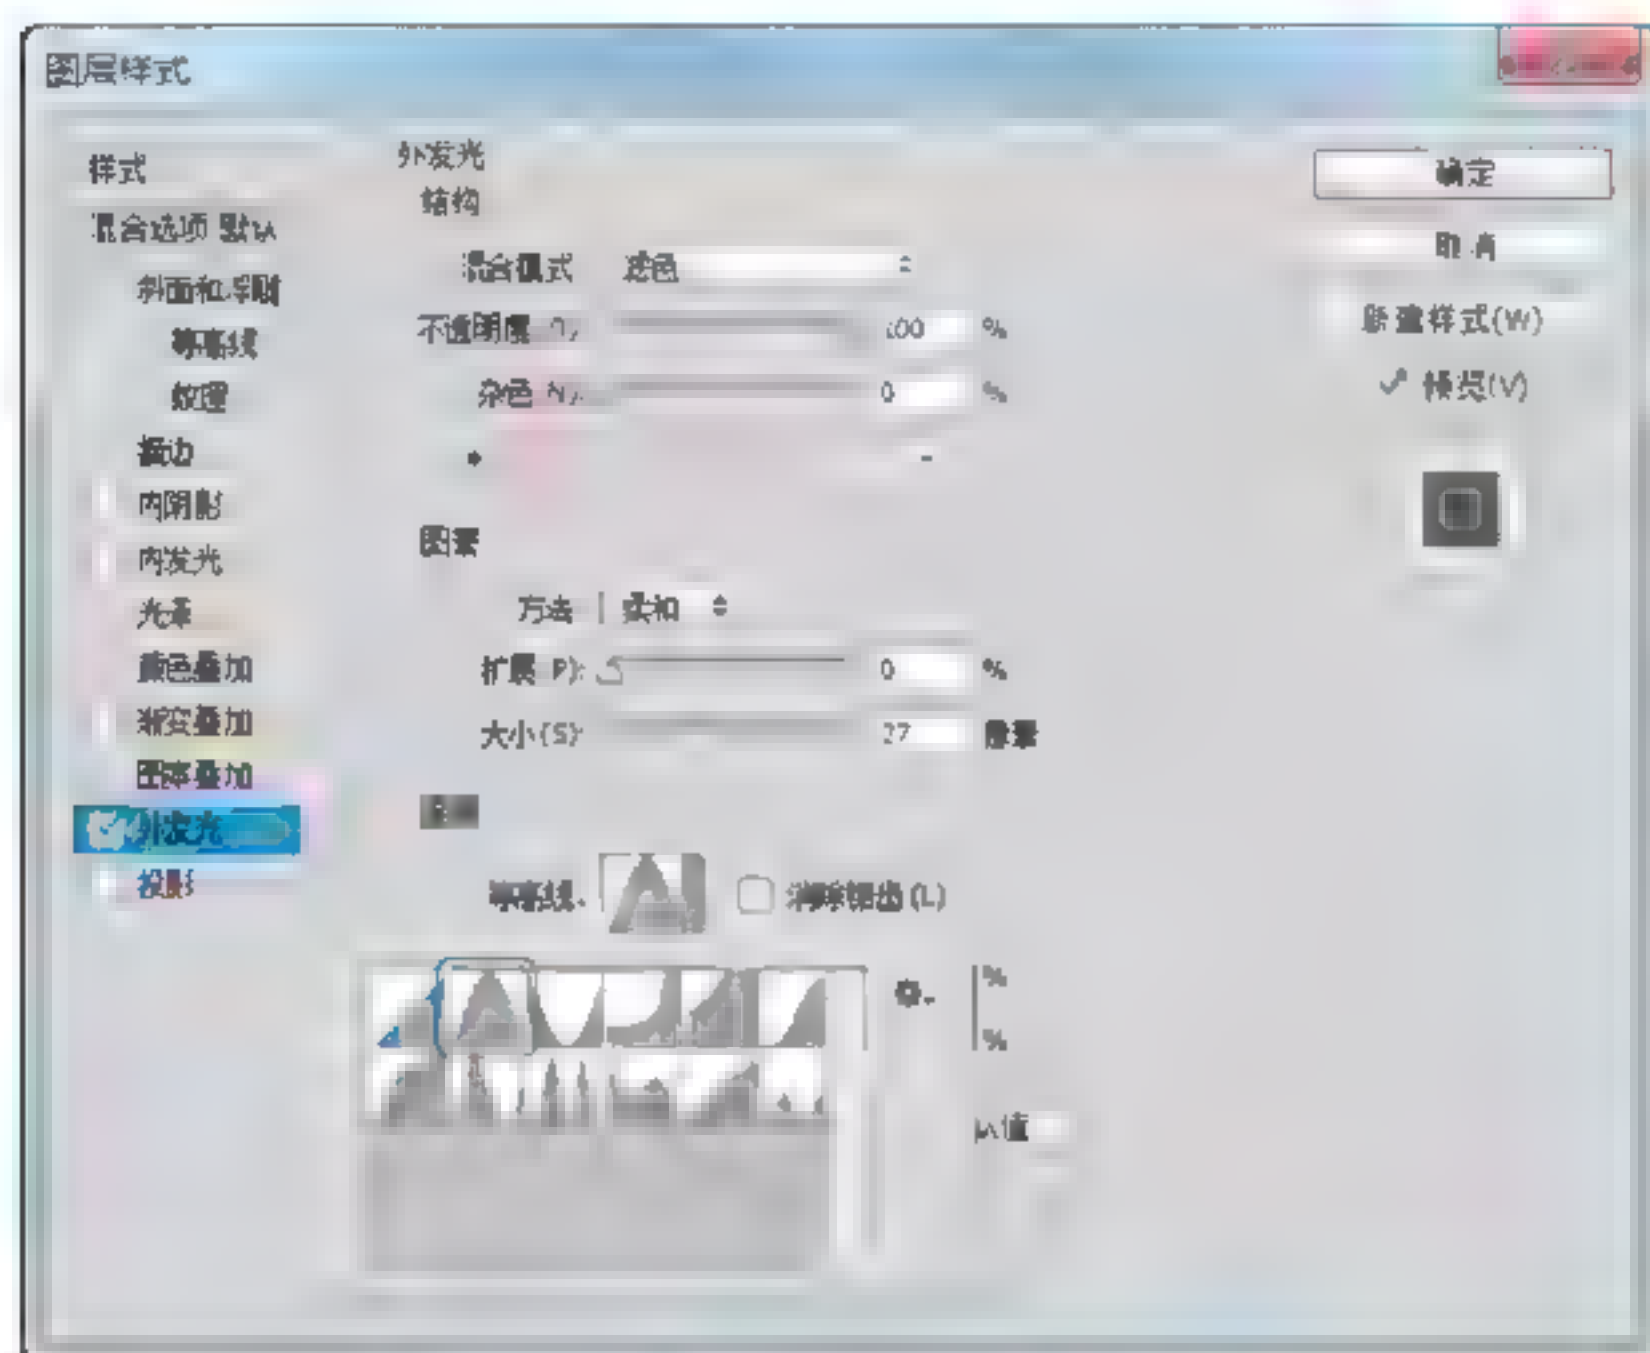 图层样式
样式
混合选项 默认
斜面和浮雕
等高线
纹理
描边
内阴影
内发光
光泽
颜色叠加
渐变叠加
图案叠加
外发光
投影
外发光
结构
混合模式 滤色
不透明度 100 %
杂色 N): 0 %
图素
方法 柔和
扩展 P): 0 %
大小(S): 27 像素
等高线: 消除锯齿(L)
%
%
认值
确定
取消
新建样式(W)
预览(V)